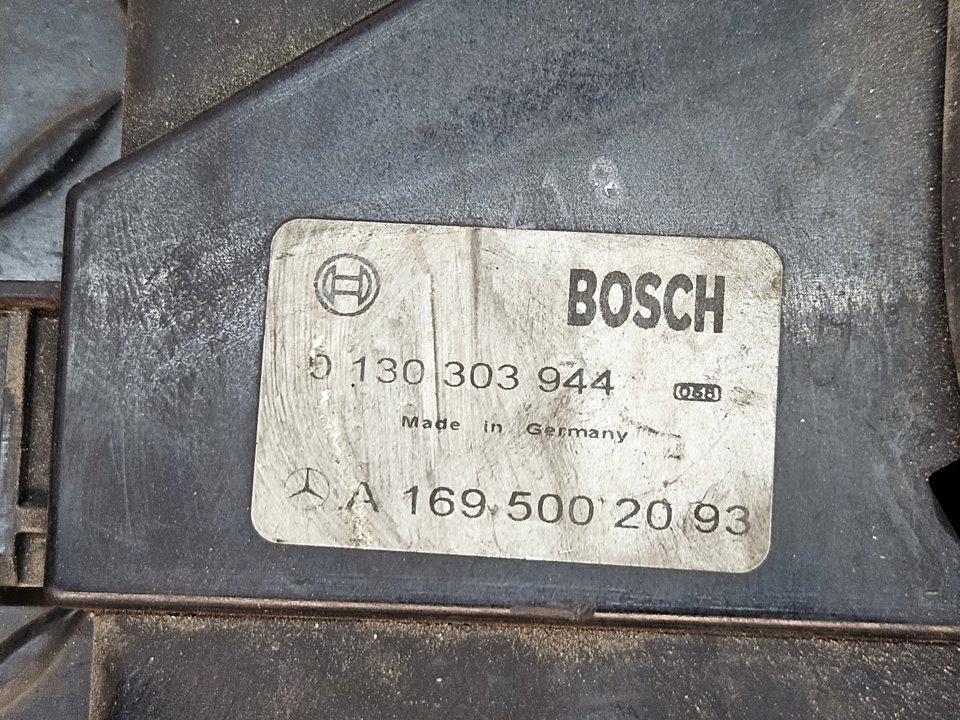 BOSCH
0 130 303 944
Made in Germany
A 169 500 20 93